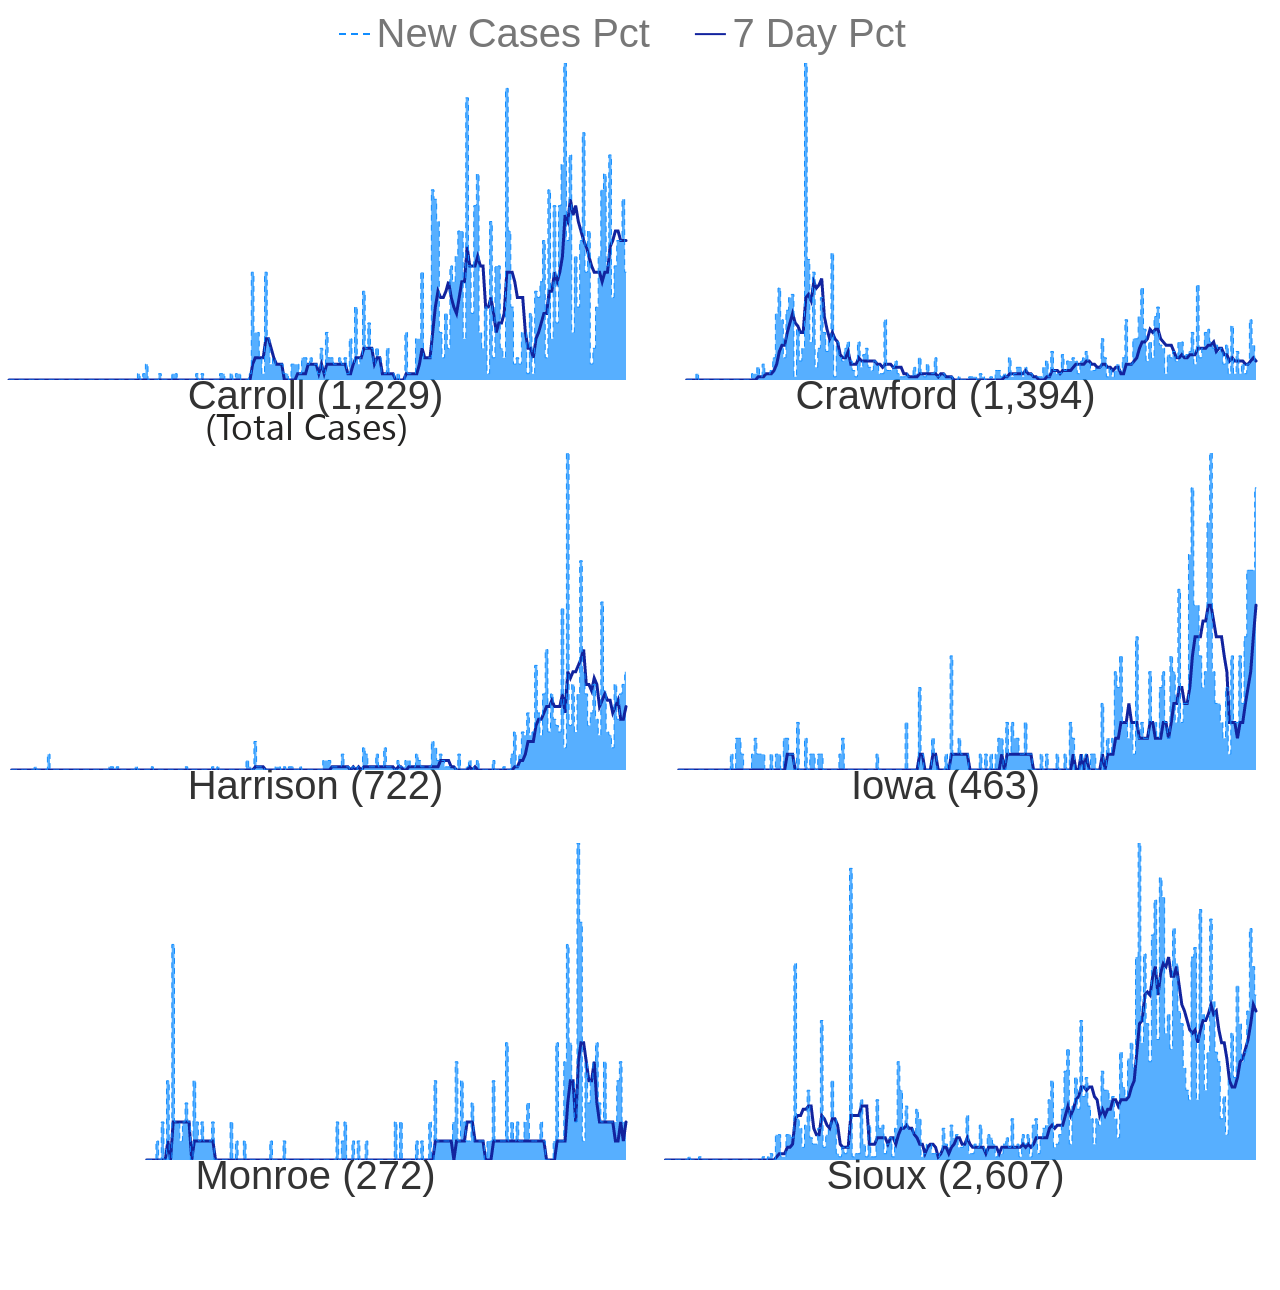 New Cases Pct 7 Day Pct
Carroll (1,229) Crawford (1,394)
(Total Cases)
Harrison (722) Iowa (463)
Monroe (272) Sioux (2,607)